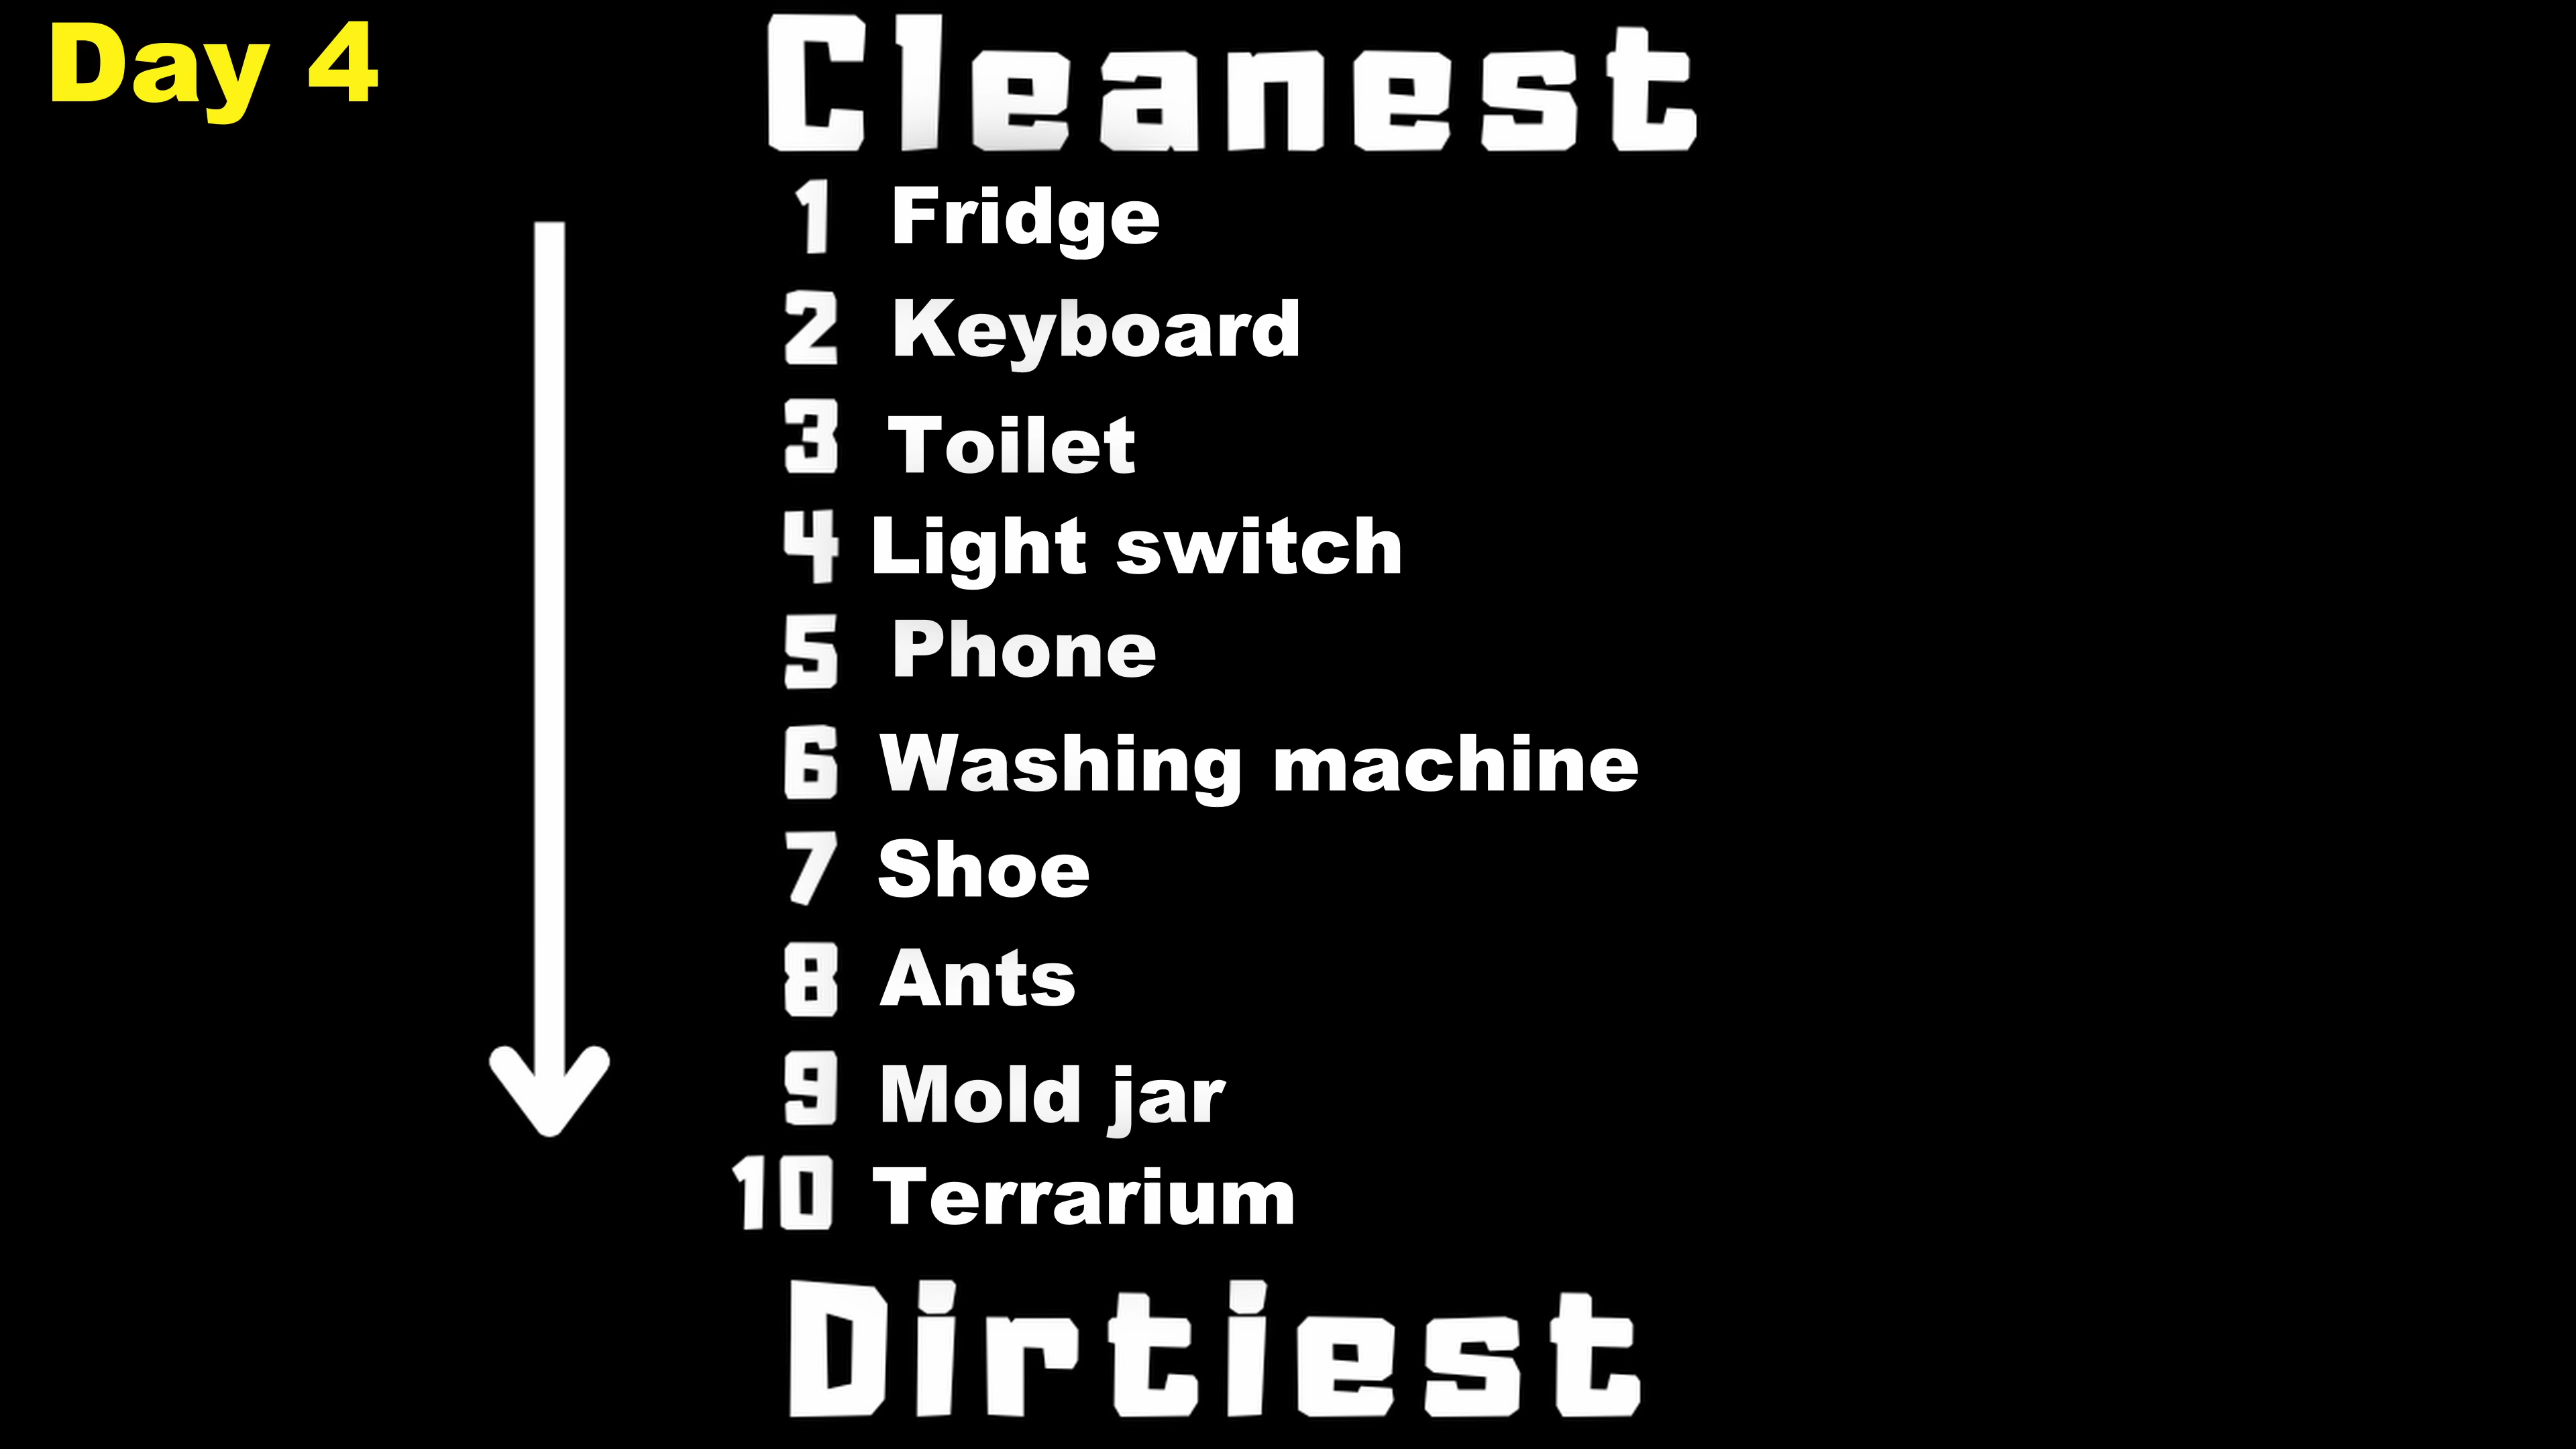 Day 4
Cleanest
1 Fridge
2 Keyboard
3 Toilet
4 Light switch
5 Phone
6 Washing machine
7 Shoe
8 Ants
9 Mold jar
10 Terrarium
Dirtiest